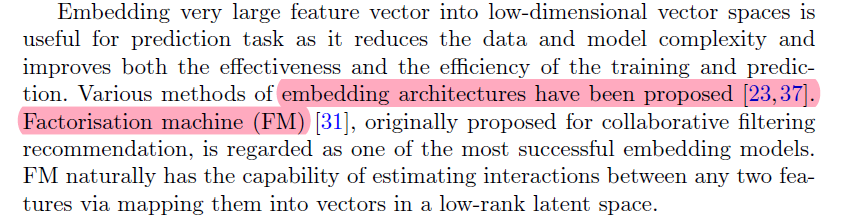 Embedding very large feature vector into low-dimensional vector spaces is
useful for prediction task as it reduces the data and model complexity and
improves both the effectiveness and the efficiency of the training and predic-
tion. Various methods of embedding architectures have been proposed [23,37].
Factorisation machine (FM) [31], originally proposed for collaborative filtering
recommendation, is regarded as one of the most successful embedding models.
FM naturally has the capability of estimating interactions between any two fea-
tures via mapping them into vectors in a low-rank latent space.